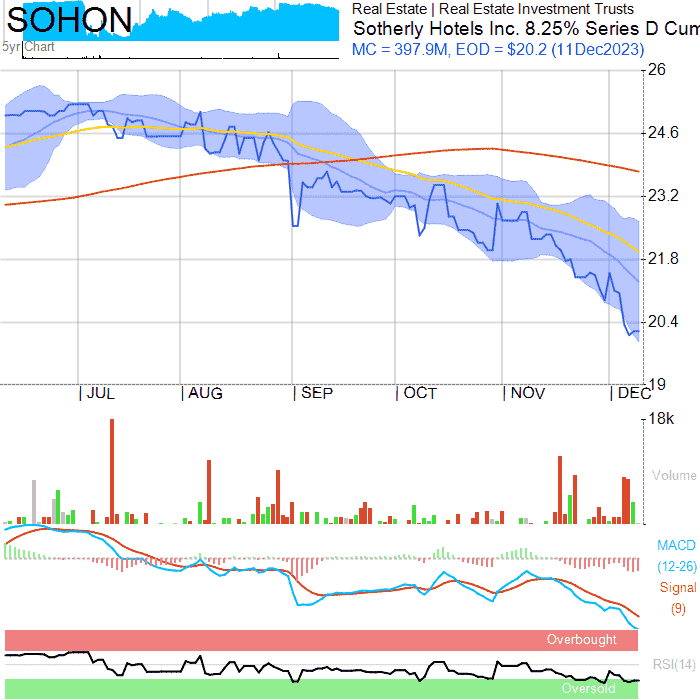 SOHON
Real Estate | Real Estate Investment Trusts
Sotherly Hotels Inc. 8.25% Series D Cum
MC = 397.9M, EOD = $20.2 (11Dec2023)
5yr Chart
26
24.6
23.2
21.8
20.4
19
JUL
AUG
SEP
OCT
NOV
DEC
18k
Volume
MACD
(12-26)
Signal
(9)
Overbought
RSI(14)
Oversold